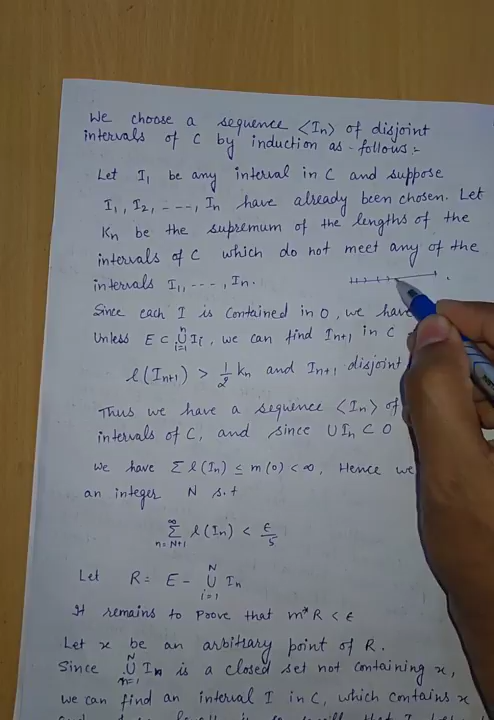 We choose a sequence <In> of disjoint
intervals of C by induction as follows:-
Let I1 be any interval in C and suppose
I1, I2, ---, In have already been chosen. Let
Kn be the supremum of the lengths of the
intervals of C which do not meet any of the
intervals I1, ---, In.
Since each I is contained in O, we have
Unless E ⊂ ⋃_{i=1}^{n} Ii, we can find In+1 in C
l(In+1) > 1/2 kn and In+1 disjoint
Thus we have a sequence <In> of
intervals of C, and since ∪In ⊂ O
we have Σ l(In) ≤ m(O) < ∞, Hence we
an integer N s.t
∑_{n=N+1}^{∞} l(In) < ϵ/5
Let R = E - ⋃_{i=1}^{N} In
It remains to prove that m*R < ϵ
Let x be an arbitrary point of R.
Since ⋃_{n=1}^{N} In is a closed set not containing x,
we can find an interval I in C, which contains x